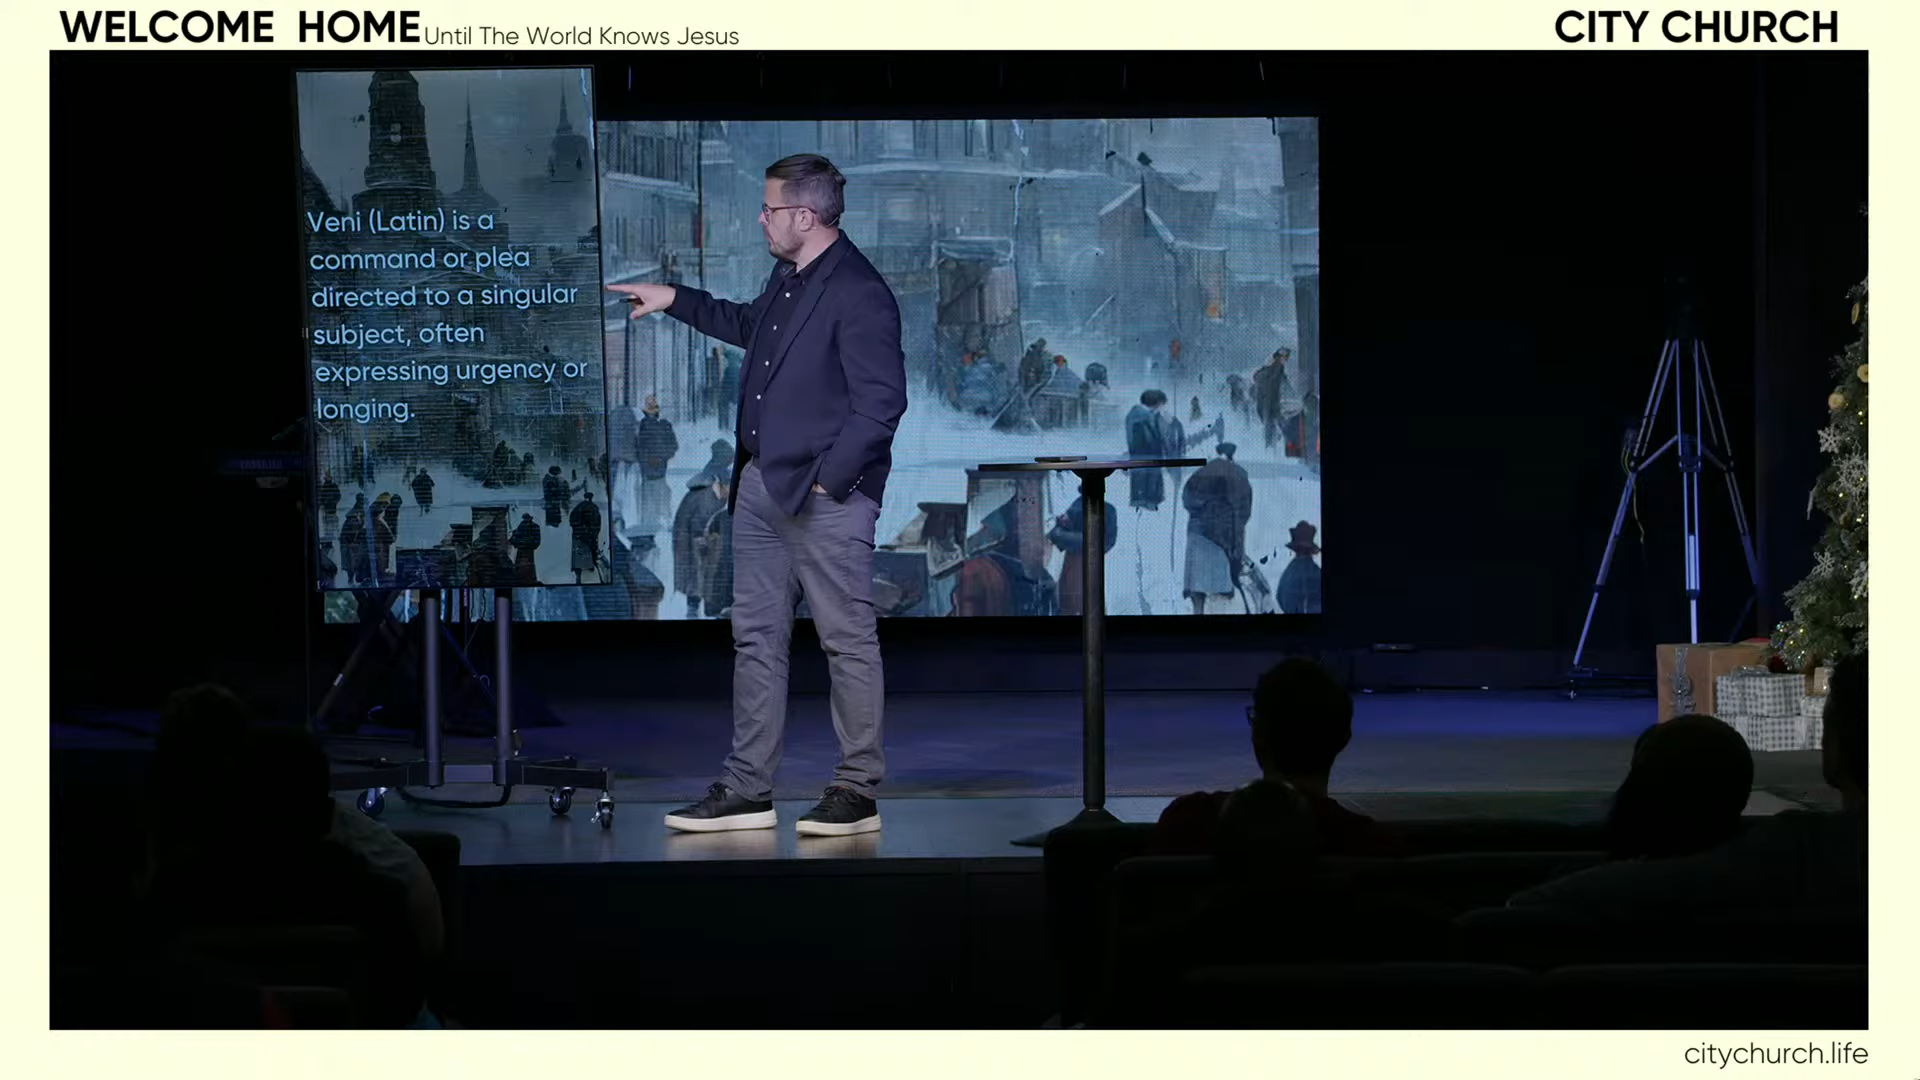 WELCOME HOME Until The World Knows Jesus
CITY CHURCH
Veni (Latin) is a
command or plea
directed to a singular
subject, often
expressing urgency or
longing.
YAMAHA
citychurch.life